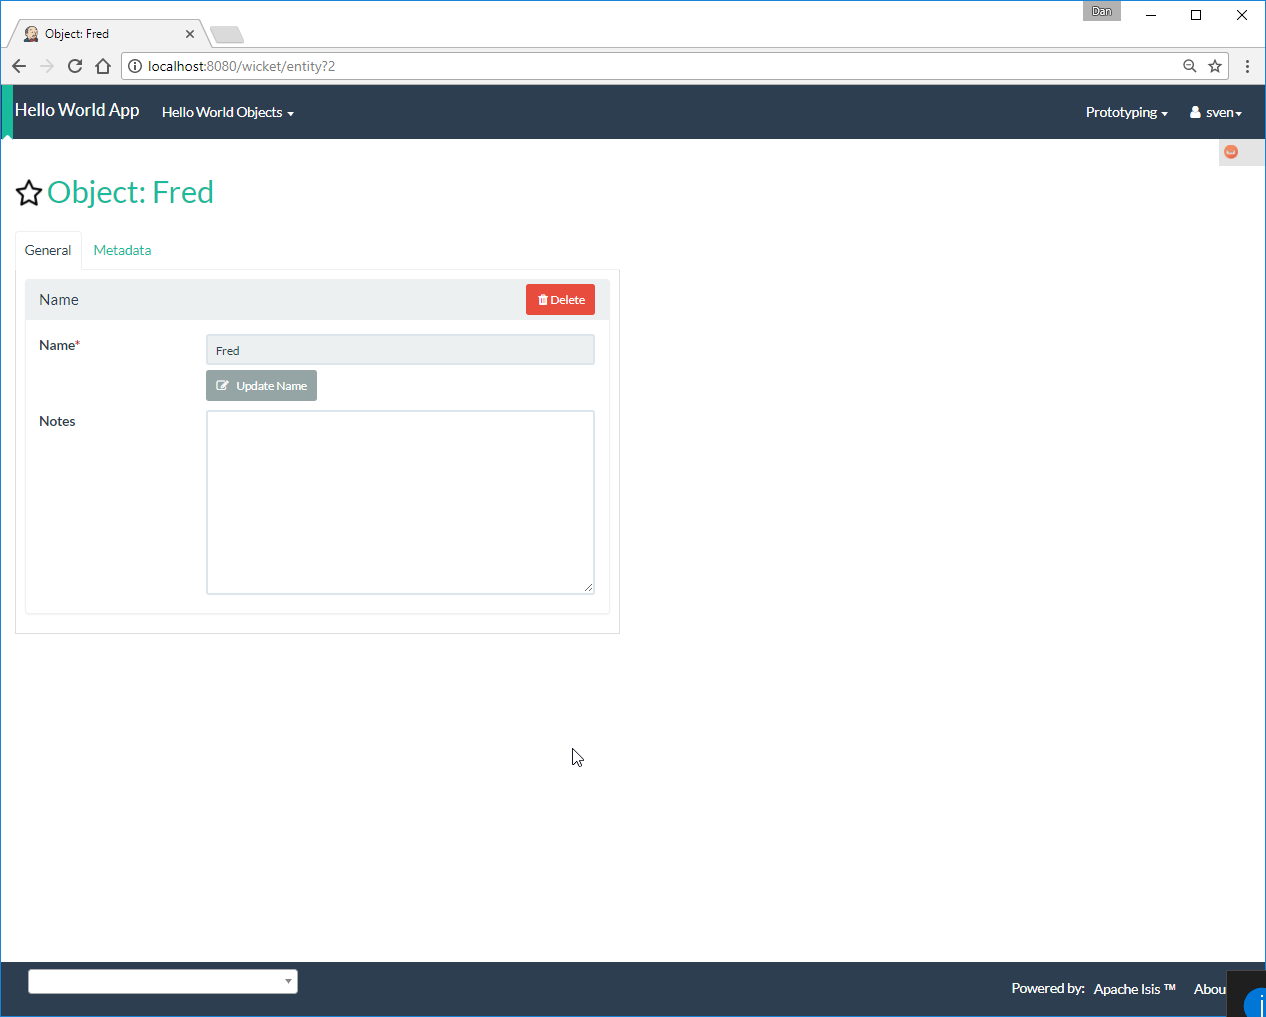 Dan
Object: Fred
localhost:8080/wicket/entity?2
Hello World App Hello World Objects Prototyping sven
Object: Fred
General Metadata
Name Delete
Name* Fred
Update Name
Notes
Powered by: Apache Isis ™ Abou